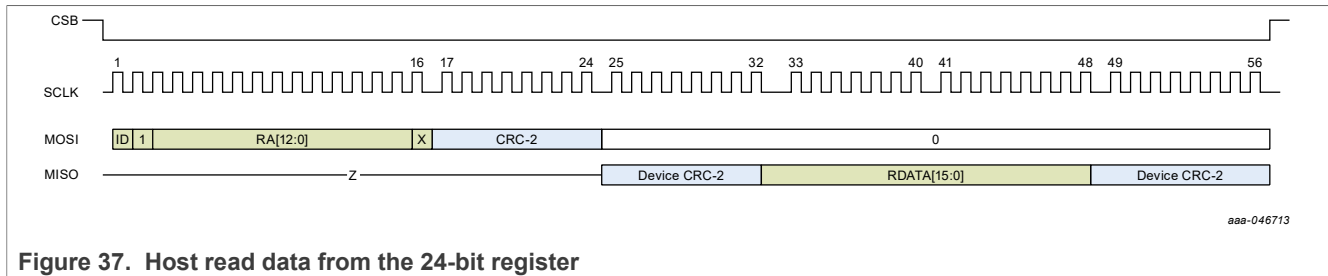 CSB
1 16 17 24 25 32 33 40 41 48 49 56
SCLK
MOSI ID 1 RA[12:0] X CRC-2 0
MISO Z Device CRC-2 RDATA[15:0] Device CRC-2
aaa-046713
Figure 37. Host read data from the 24-bit register